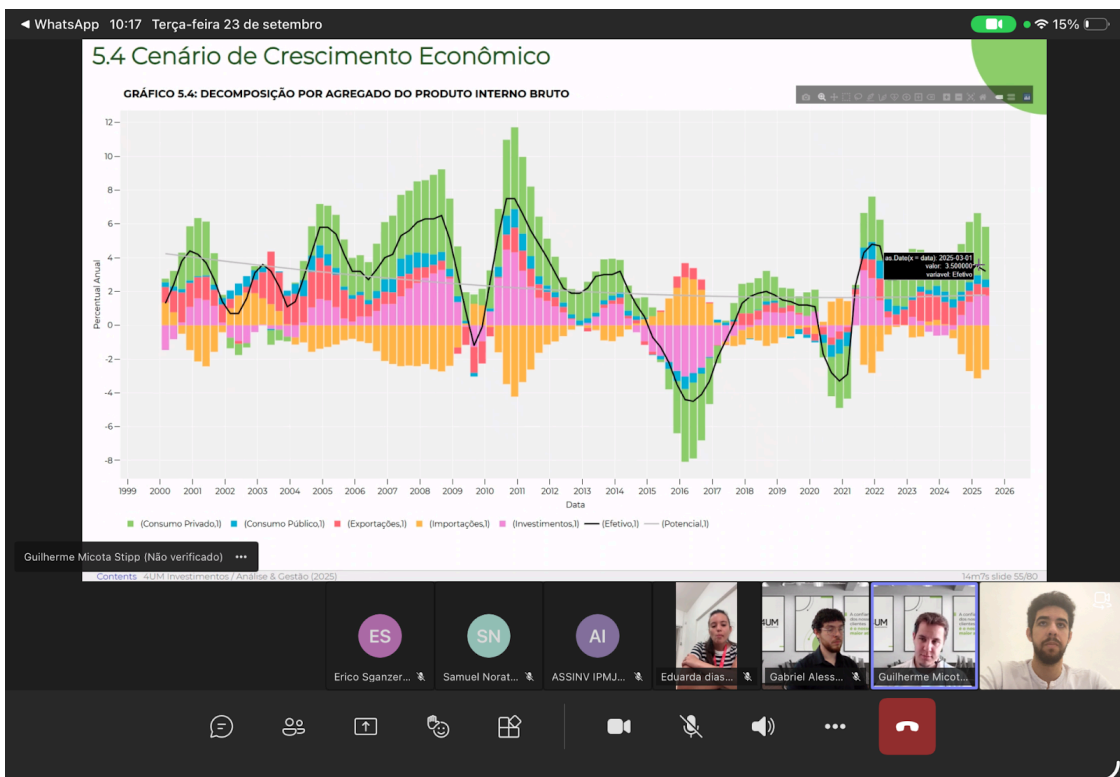 ◄ WhatsApp 10:17 Terça-feira 23 de setembro
15%
5.4 Cenário de Crescimento Econômico
GRÁFICO 5.4: DECOMPOSIÇÃO POR AGREGADO DO PRODUTO INTERNO BRUTO
12
10
8
6
4
2
0
-2
-4
-6
-8
Percentual Anual
as.Date(x = data): 2025-03-01
valor: 3.500000
variavel: Efetivo
1999 2000 2001 2002 2003 2004 2005 2006 2007 2008 2009 2010 2011 2012 2013 2014 2015 2016 2017 2018 2019 2020 2021 2022 2023 2024 2025 2026
Data
(Consumo Privado,1) (Consumo Público,1) (Exportações,1) (Importações,1) (Investimentos,1) (Efetivo,1) (Potencial,1)
Guilherme Micota Stipp (Não verificado) •••
Contents 4UM Investimentos / Análise & Gestão (2025)
14m7s slide 55/80
ES
SN
AI
4UM
UM
Erico Sganzer...
Samuel Norat...
ASSINV IPMJ...
Eduarda dias...
Gabriel Aless...
Guilherme Micot...